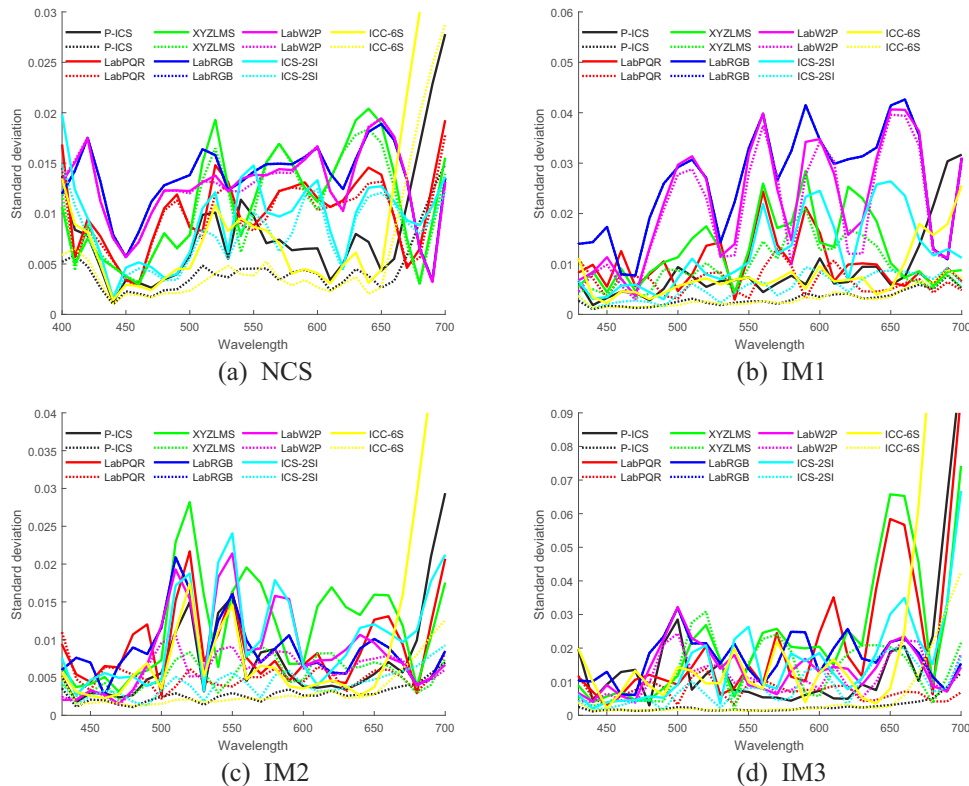 0.03
0.025
0.02
0.015
0.01
0.005
0
400 450 500 550 600 650 700
Standard deviation
Wavelength
P-ICS XYZLMS LabW2P ICC-6S
P-ICS XYZLMS LabW2P ICC-6S
LabPQR LabRGB ICS-2SI
LabPQR LabRGB ICS-2SI
(a) NCS
0.06
0.05
0.04
0.03
0.02
0.01
0
450 500 550 600 650 700
Standard deviation
Wavelength
P-ICS XYZLMS LabW2P ICC-6S
P-ICS XYZLMS LabW2P ICC-6S
LabPQR LabRGB ICS-2SI
LabPQR LabRGB ICS-2SI
(b) IM1
0.04
0.035
0.03
0.025
0.02
0.015
0.01
0.005
0
450 500 550 600 650 700
Standard deviation
Wavelength
P-ICS XYZLMS LabW2P ICC-6S
P-ICS XYZLMS LabW2P ICC-6S
LabPQR LabRGB ICS-2SI
LabPQR LabRGB ICS-2SI
(c) IM2
0.09
0.08
0.07
0.06
0.05
0.04
0.03
0.02
0.01
0
450 500 550 600 650 700
Standard deviation
Wavelength
P-ICS XYZLMS LabW2P ICC-6S
P-ICS XYZLMS LabW2P ICC-6S
LabPQR LabRGB ICS-2SI
LabPQR LabRGB ICS-2SI
(d) IM3